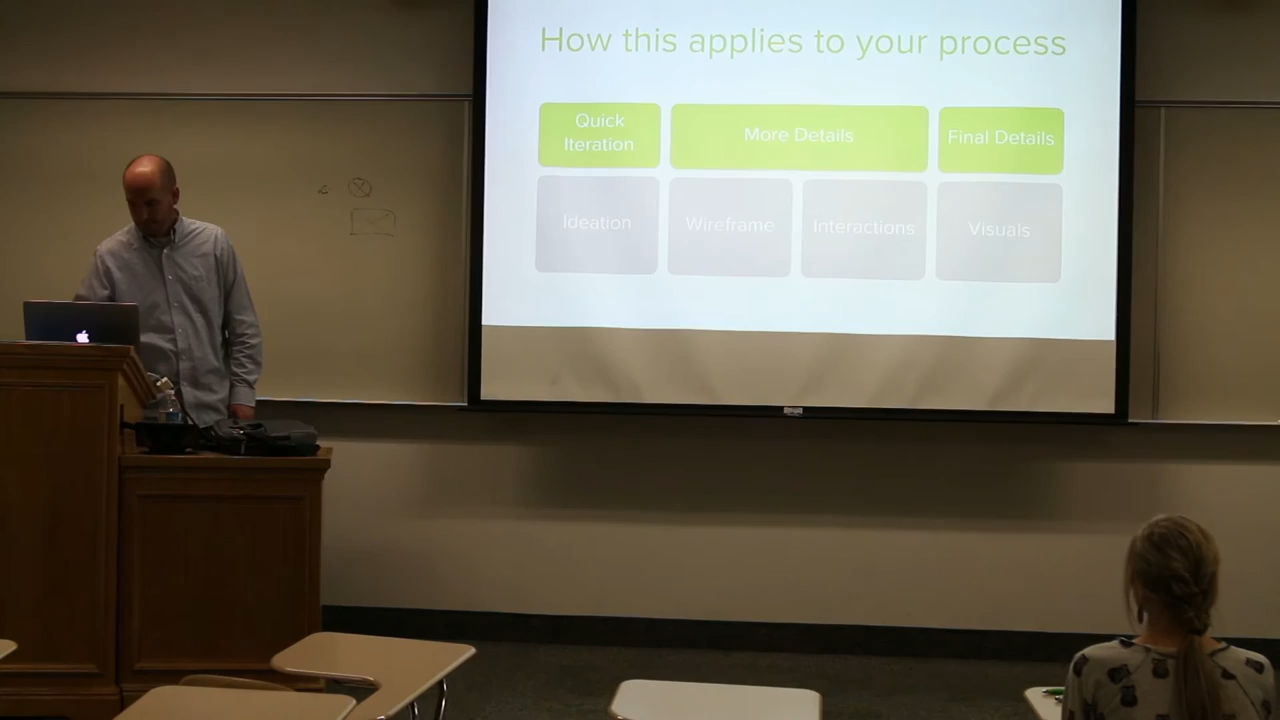 How this applies to your process
Quick
Iteration
More Details
Final Details
Ideation
Wireframe
Interactions
Visuals